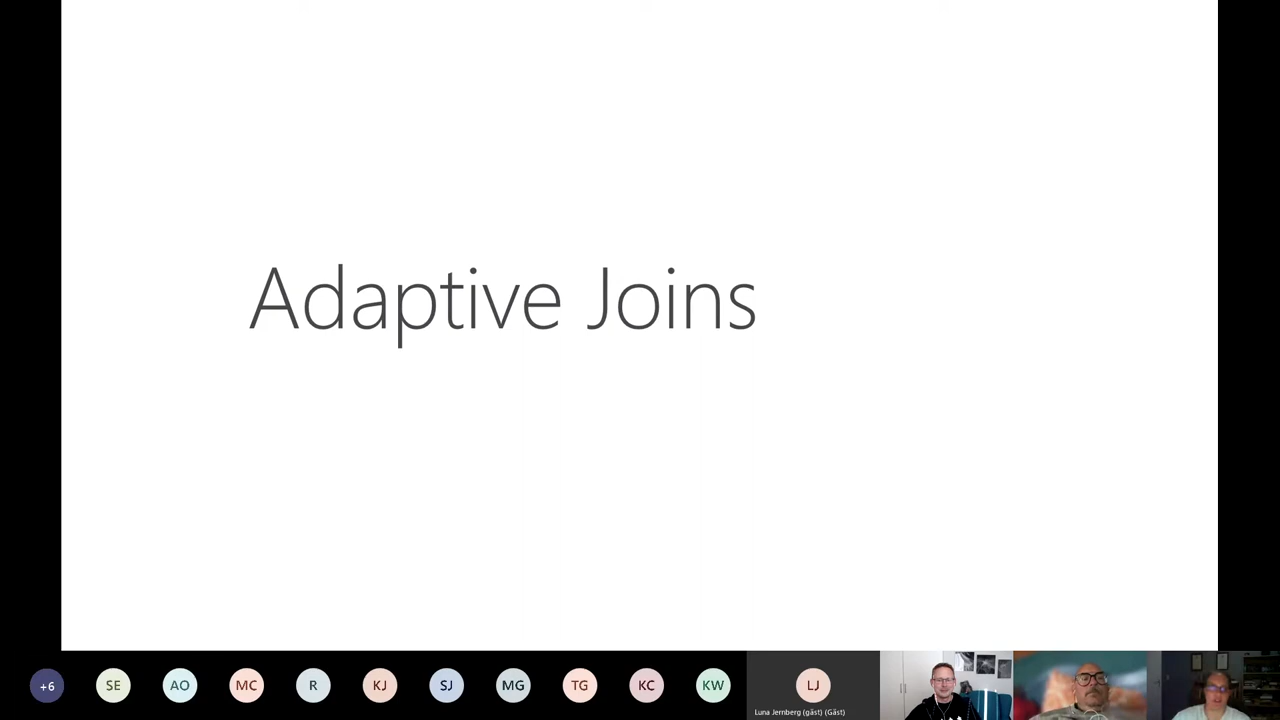 Adaptive Joins
+6
SE
AO
MC
R
KJ
SJ
MG
TG
KC
KW
LJ
Luna Jernberg (gäst) (Gäst)